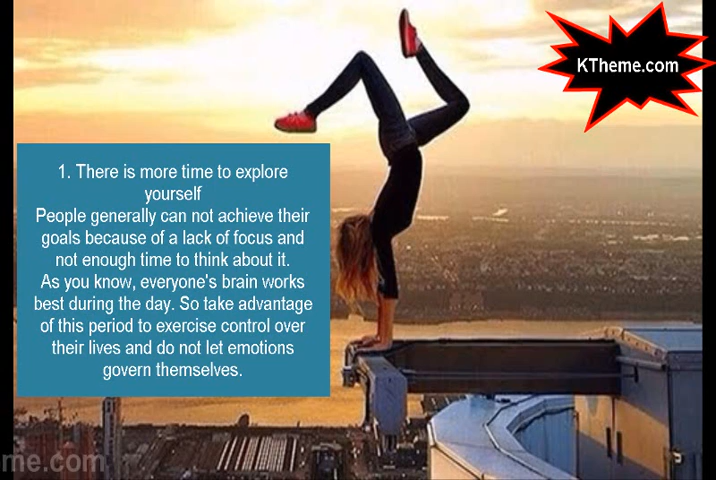 KTheme.com
1. There is more time to explore
yourself
People generally can not achieve their
goals because of a lack of focus and
not enough time to think about it.
As you know, everyone's brain works
best during the day. So take advantage
of this period to exercise control over
their lives and do not let emotions
govern themselves.
me.com